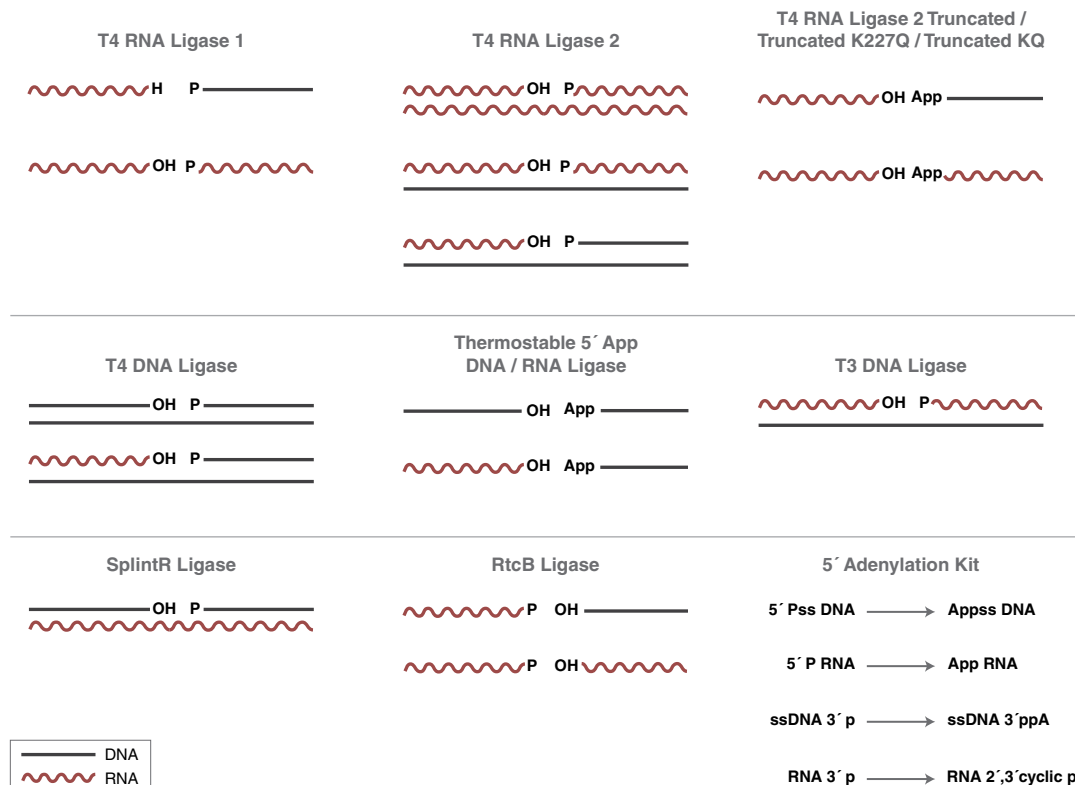 T4 RNA Ligase 1
H P
OH P
T4 RNA Ligase 2
OH P
OH P
OH P
T4 RNA Ligase 2 Truncated /
Truncated K227Q / Truncated KQ
OH App
OH App
T4 DNA Ligase
OH P
OH P
Thermostable 5´ App
DNA / RNA Ligase
OH App
OH App
T3 DNA Ligase
OH P
SplintR Ligase
OH P
RtcB Ligase
P OH
P OH
5´ Adenylation Kit
5´ Pss DNA Appss DNA
5´ P RNA App RNA
ssDNA 3´ p ssDNA 3´ppA
RNA 3´ p RNA 2´,3´cyclic p
DNA
RNA